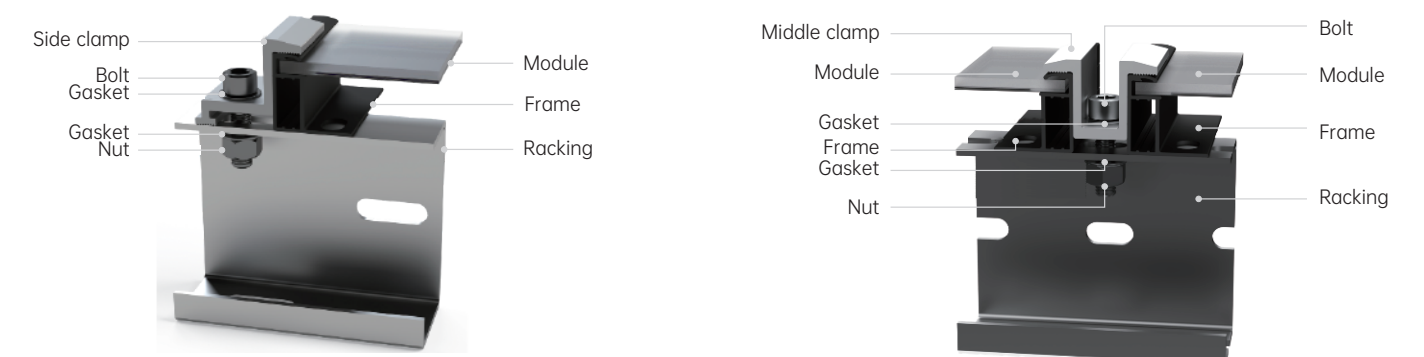 Side clamp
Bolt
Gasket
Gasket
Nut
Module
Frame
Racking
Middle clamp
Module
Gasket
Frame
Gasket
Nut
Bolt
Module
Frame
Racking